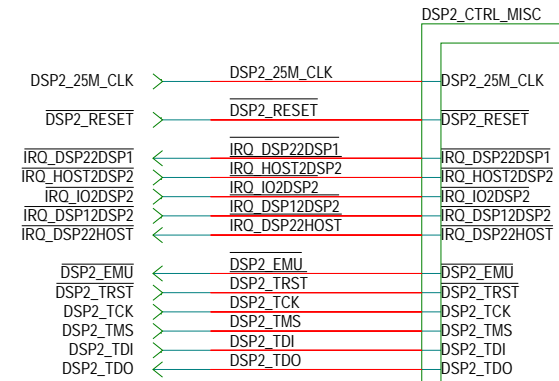 DSP2_CTRL_MISC
DSP2_25M_CLK DSP2_25M_CLK DSP2_25M_CLK
DSP2_RESET DSP2_RESET DSP2_RESET
IRQ_DSP22DSP1 IRQ_DSP22DSP1 IRQ_DSP22DSP1
IRQ_HOST2DSP2 IRQ_HOST2DSP2 IRQ_HOST2DSP2
IRQ_IO2DSP2 IRQ_IO2DSP2 IRQ_IO2DSP2
IRQ_DSP12DSP2 IRQ_DSP12DSP2 IRQ_DSP12DSP2
IRQ_DSP22HOST IRQ_DSP22HOST IRQ_DSP22HOST
DSP2_EMU DSP2_EMU DSP2_EMU
DSP2_TRST DSP2_TRST DSP2_TRST
DSP2_TCK DSP2_TCK DSP2_TCK
DSP2_TMS DSP2_TMS DSP2_TMS
DSP2_TDI DSP2_TDI DSP2_TDI
DSP2_TDO DSP2_TDO DSP2_TDO